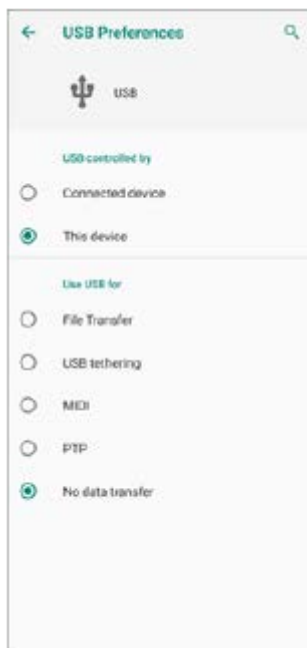 USB Preferences
USB
USB controlled by
Connected device
This device
Use USB for
File Transfer
USB tethering
MIDI
PTP
No data transfer